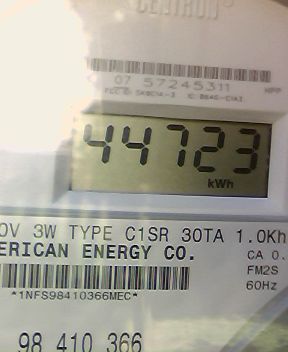 CENTRON®
07 57245311
44723
kWh
0V 3W TYPE C1SR 30TA 1.0Kh
ERICAN ENERGY CO.
CA 0.
FM2S
60Hz
*1NFS98410366MEC*
98 410 366